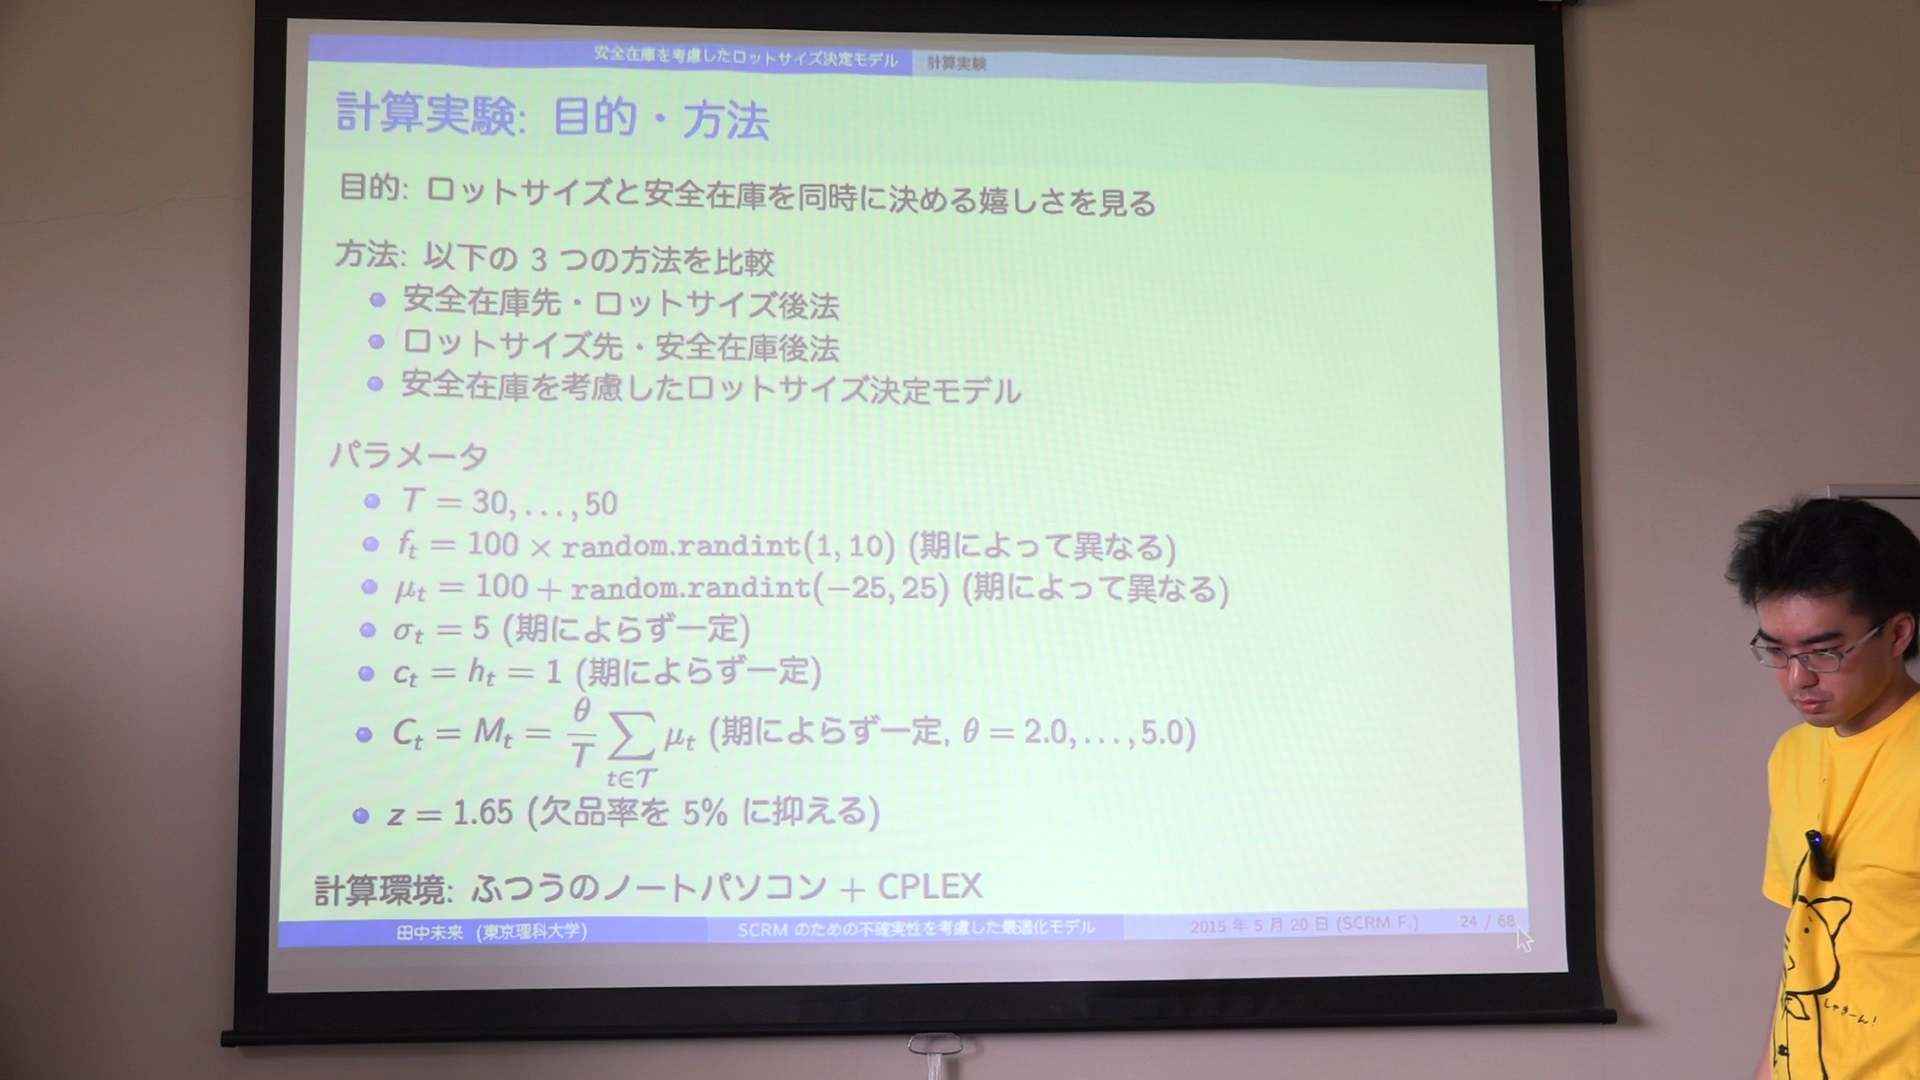 安全在庫を考慮したロットサイズ決定モデル 計算実験
計算実験: 目的・方法
目的: ロットサイズと安全在庫を同時に決める嬉しさを見る
方法: 以下の 3 つの方法を比較
安全在庫先・ロットサイズ後法
ロットサイズ先・安全在庫後法
安全在庫を考慮したロットサイズ決定モデル
パラメータ
T = 30, . . . , 50
f_t = 100 × random.randint(1, 10) (期によって異なる)
μ_t = 100 + random.randint(−25, 25) (期によって異なる)
σ_t = 5 (期によらず一定)
c_t = h_t = 1 (期によらず一定)
C_t = M_t = θ/T ∑_{t∈𝒯} μ_t (期によらず一定, θ = 2.0, . . . , 5.0)
z = 1.65 (欠品率を 5% に抑える)
計算環境: ふつうのノートパソコン + CPLEX
田中未来 (東京理科大学) SCRM のための不確実性を考慮した最適化モデル 2015 年 5 月 20 日 (SCRM F.) 24 / 68
しゃきーん!